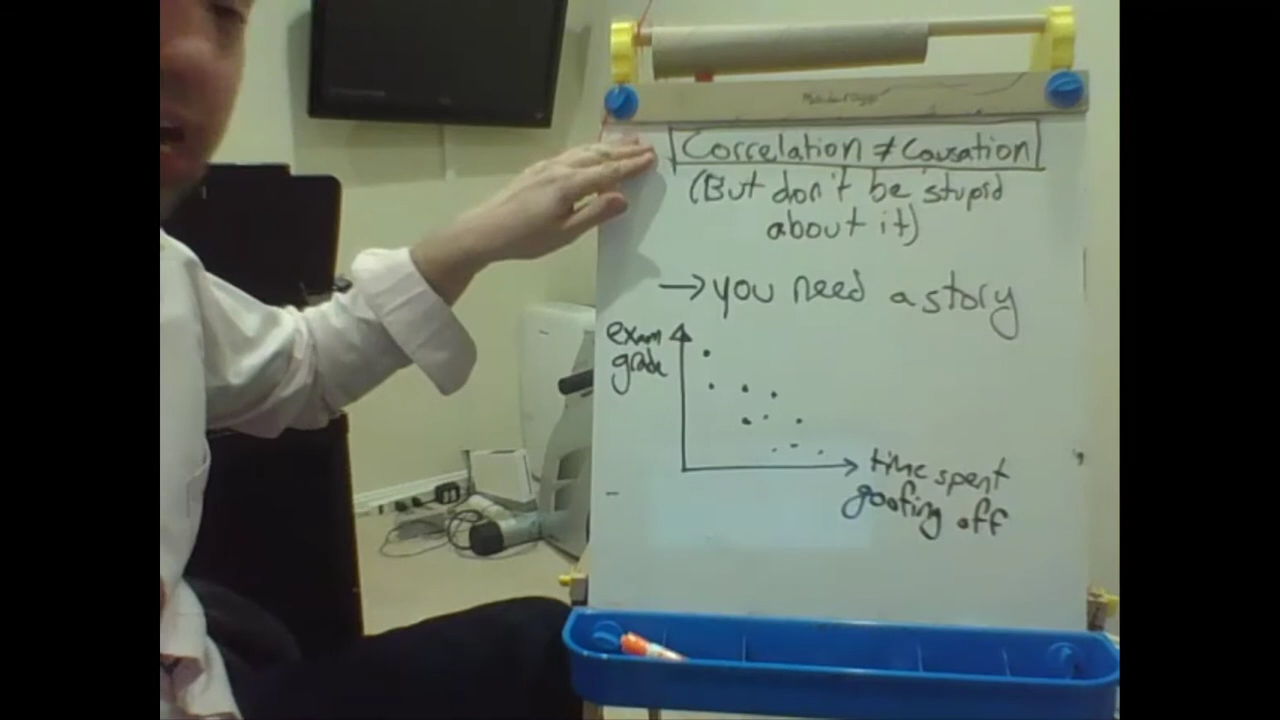 Correlation ≠ Causation
(But don't be stupid
about it)
→ you need a story
exam
grade
time spent
goofing off